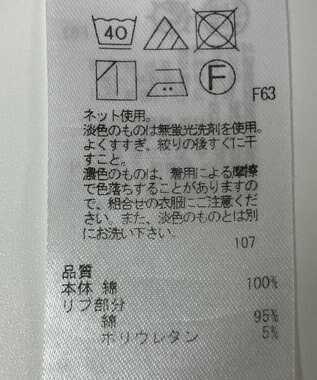 40
F
F63
ネット使用。
淡色のものは無蛍光洗剤を使用。
よくすすぎ、絞りの後すぐに干
すこと。
濃色のものは、着用による摩擦
で色落ちすることがありますの
で、組合せの衣服にご注意くだ
さい。また、淡色のものとは別
にお洗い下さい。
107
品質
本体 綿 100%
リブ部分
綿 95%
ポリウレタン 5%